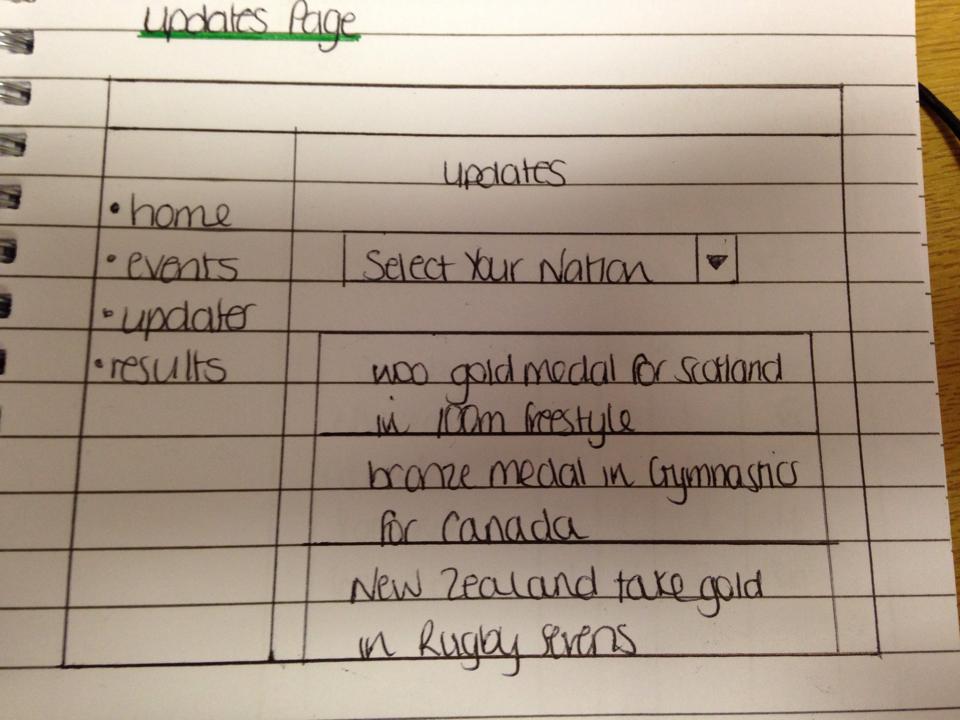 updates Page
updates
• home
• events
• updates
• results
Select Your Nation
woo gold medal for Scotland
in 100m freestyle
bronze medal in Gymnastics
for Canada
New Zealand take gold
in Rugby sevens